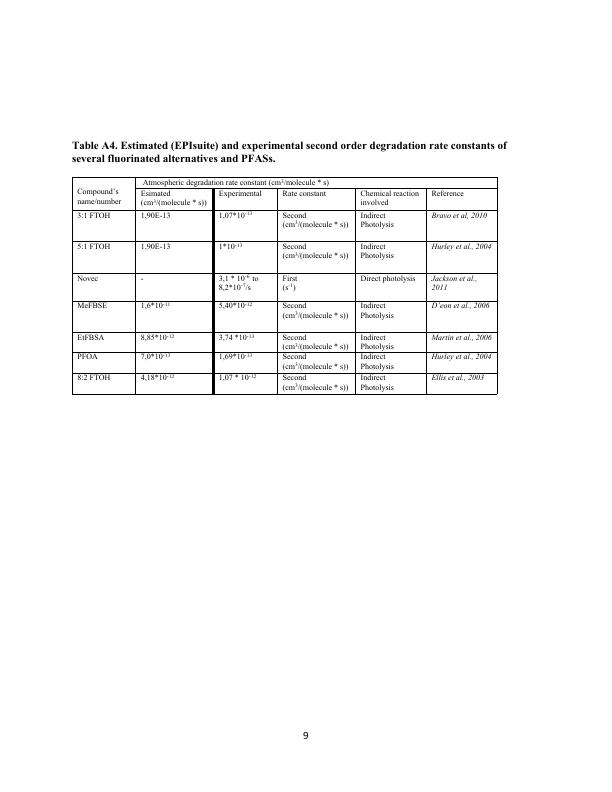 Table A4. Estimated (EPIsuite) and experimental second order degradation rate constants of
several fluorinated alternatives and PFASs.
Compound's name/number | Atmospheric degradation rate constant (cm³/molecule * s)
Estimated (cm³/(molecule * s)) | Experimental | Rate constant | Chemical reaction involved | Reference
3:1 FTOH | 1,90E-13 | 1,07*10⁻¹³ | Second (cm³/(molecule * s)) | Indirect Photolysis | Bravo et al, 2010
5:1 FTOH | 1,90E-13 | 1*10⁻¹³ | Second (cm³/(molecule * s)) | Indirect Photolysis | Hurley et al., 2004
Novec | - | 3,1 * 10⁻⁶ to 8,2*10⁻⁷/s | First (s⁻¹) | Direct photolysis | Jackson et al., 2011
MeFBSE | 1,6*10⁻¹¹ | 5,40*10⁻¹² | Second (cm³/(molecule * s)) | Indirect Photolysis | D'eon et al., 2006
EtFBSA | 8,85*10⁻¹² | 3,74 *10⁻¹³ | Second (cm³/(molecule * s)) | Indirect Photolysis | Martin et al., 2006
PFOA | 7,0*10⁻¹³ | 1,69*10⁻¹³ | Second (cm³/(molecule * s)) | Indirect Photolysis | Hurley et al., 2004
8:2 FTOH | 4,18*10⁻¹² | 1,07 * 10⁻¹² | Second (cm³/(molecule * s)) | Indirect Photolysis | Ellis et al., 2003
9